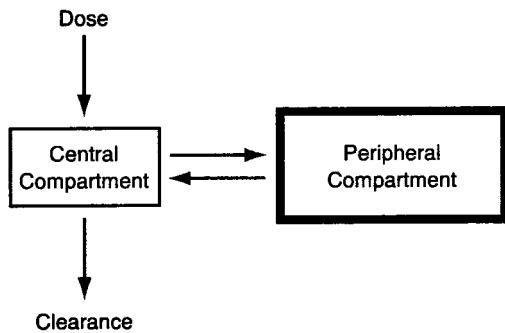 Dose
Central
Compartment
Peripheral
Compartment
Clearance